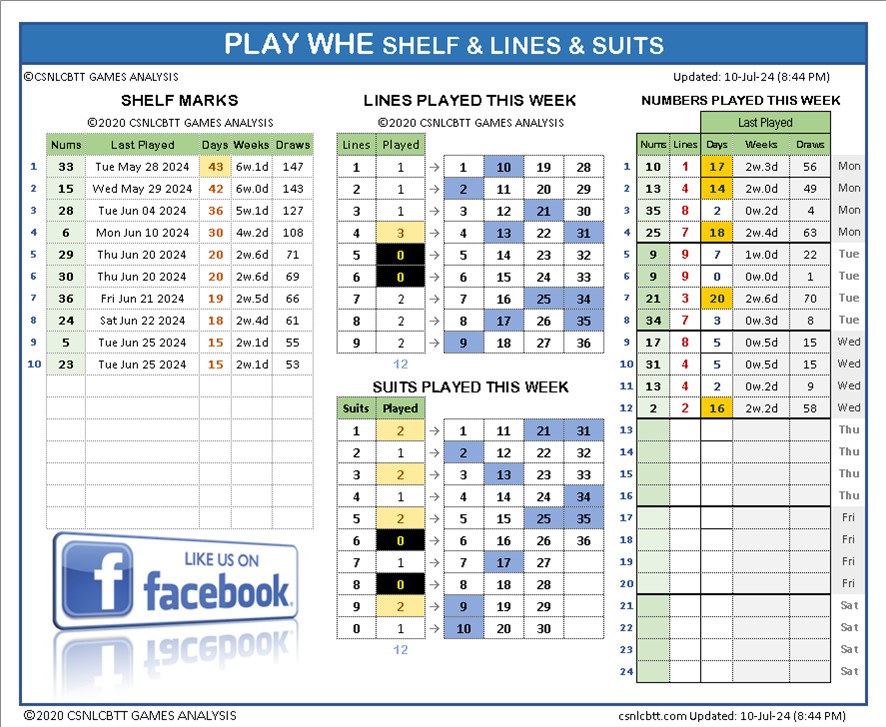 PLAY WHE SHELF & LINES & SUITS
©CSNLCBTT GAMES ANALYSIS
Updated: 10-Jul-24 (8:44 PM)
SHELF MARKS
©2020 CSNLCBTT GAMES ANALYSIS
Nums Last Played Days Weeks Draws
1 33 Tue May 28 2024 43 6w.1d 147
2 15 Wed May 29 2024 42 6w.0d 143
3 28 Tue Jun 04 2024 36 5w.1d 127
4 6 Mon Jun 10 2024 30 4w.2d 108
5 29 Thu Jun 20 2024 20 2w.6d 71
6 30 Thu Jun 20 2024 20 2w.6d 69
7 36 Fri Jun 21 2024 19 2w.5d 66
8 24 Sat Jun 22 2024 18 2w.4d 61
9 5 Tue Jun 25 2024 15 2w.1d 55
10 23 Tue Jun 25 2024 15 2w.1d 53
LIKE US ON
facebook
LINES PLAYED THIS WEEK
©2020 CSNLCBTT GAMES ANALYSIS
Lines Played
1 1 → 1 10 19 28
2 1 → 2 11 20 29
3 1 → 3 12 21 30
4 3 → 4 13 22 31
5 0 → 5 14 23 32
6 0 → 6 15 24 33
7 2 → 7 16 25 34
8 2 → 8 17 26 35
9 2 → 9 18 27 36
12
SUITS PLAYED THIS WEEK
Suits Played
1 2 → 1 11 21 31
2 1 → 2 12 22 32
3 2 → 3 13 23 33
4 1 → 4 14 24 34
5 2 → 5 15 25 35
6 0 → 6 16 26 36
7 1 → 7 17 27
8 0 → 8 18 28
9 2 → 9 19 29
0 1 → 10 20 30
12
NUMBERS PLAYED THIS WEEK
Last Played
Nums Lines Days Weeks Draws
1 10 1 17 2w.3d 56 Mon
2 13 4 14 2w.0d 49 Mon
3 35 8 2 0w.2d 4 Mon
4 25 7 18 2w.4d 63 Mon
5 9 9 7 1w.0d 22 Tue
6 9 9 0 0w.0d 1 Tue
7 21 3 20 2w.6d 70 Tue
8 34 7 3 0w.3d 8 Tue
9 17 8 5 0w.5d 15 Wed
10 31 4 5 0w.5d 15 Wed
11 13 4 2 0w.2d 9 Wed
12 2 2 16 2w.2d 58 Wed
13 Thu
14 Thu
15 Thu
16 Thu
17 Fri
18 Fri
19 Fri
20 Fri
21 Sat
22 Sat
23 Sat
24 Sat
©2020 CSNLCBTT GAMES ANALYSIS
csnlcbtt.com Updated: 10-Jul-24 (8:44 PM)